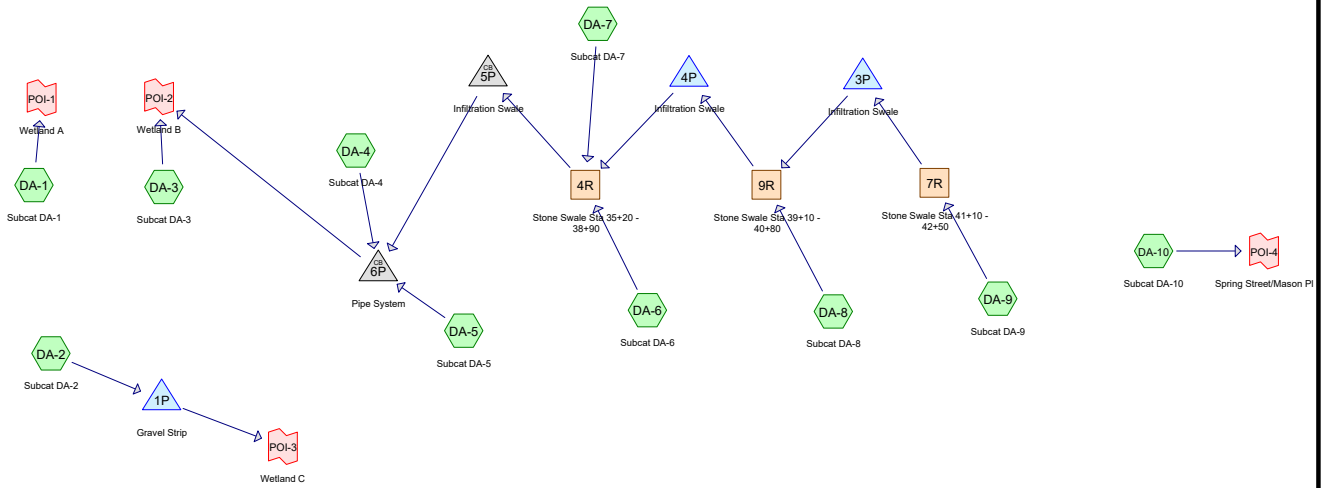 DA-7
Subcat DA-7
CB
5P
Infiltration Swale
4P
Infiltration Swale
3P
Infiltration Swale
POI-1
Wetland A
POI-2
Wetland B
DA-4
Subcat DA-4
DA-1
Subcat DA-1
DA-3
Subcat DA-3
4R
Stone Swale Sta 35+20 -
38+90
9R
Stone Swale Sta 39+10 -
40+80
7R
Stone Swale Sta 41+10 -
42+50
DA-10
Subcat DA-10
POI-4
Spring Street/Mason Pl
CB
6P
Pipe System
DA-5
Subcat DA-5
DA-6
Subcat DA-6
DA-8
Subcat DA-8
DA-9
Subcat DA-9
DA-2
Subcat DA-2
1P
Gravel Strip
POI-3
Wetland C